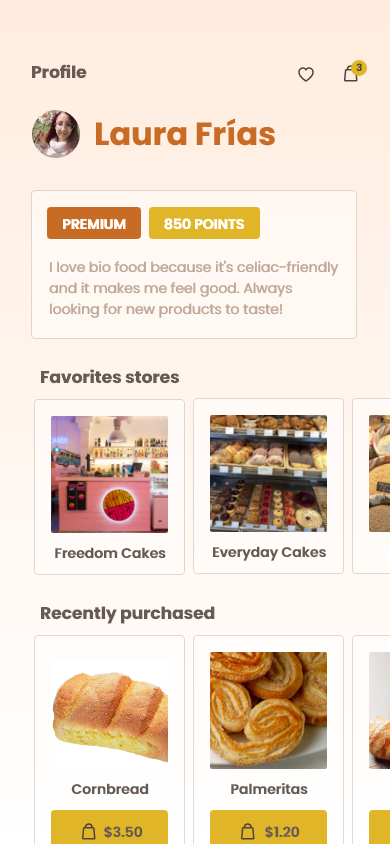 Profile
3
Laura Frías
PREMIUM
850 POINTS
I love bio food because it's celiac-friendly
and it makes me feel good. Always
looking for new products to taste!
Favorites stores
Freedom Cakes
Everyday Cakes
Recently purchased
Cornbread
Palmeritas
$3.50
$1.20